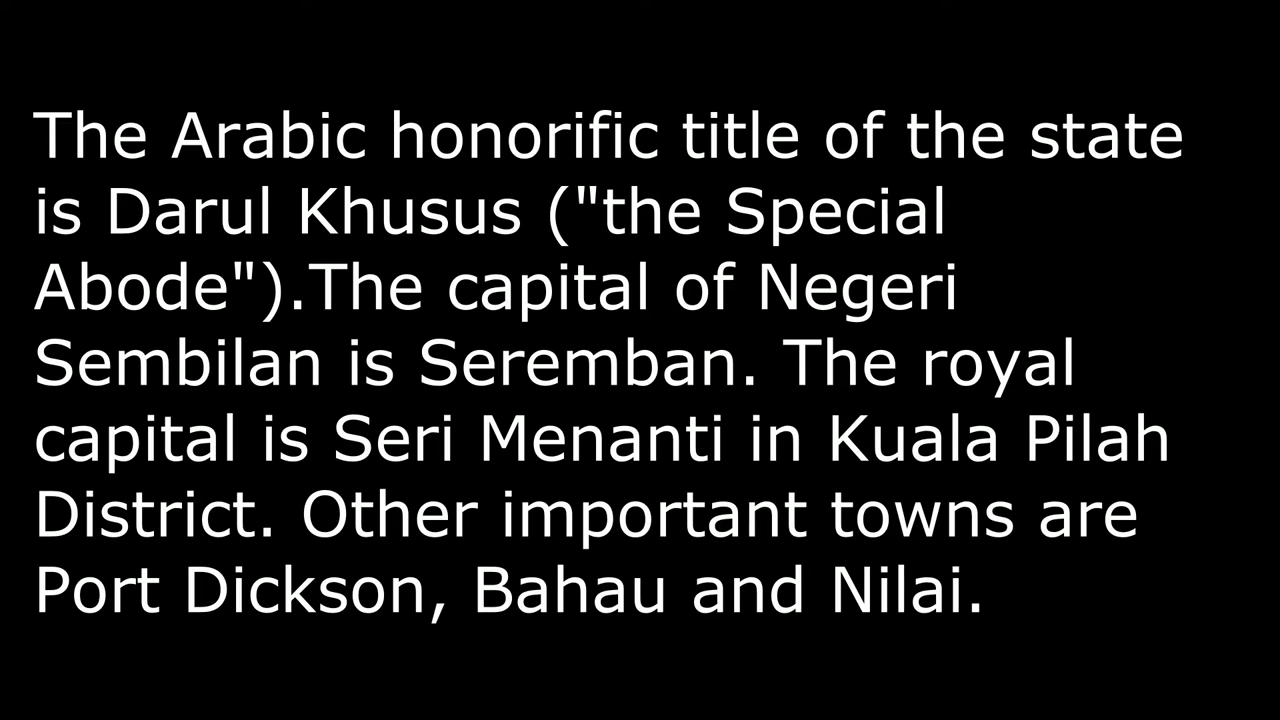 The Arabic honorific title of the state
is Darul Khusus ("the Special
Abode").The capital of Negeri
Sembilan is Seremban. The royal
capital is Seri Menanti in Kuala Pilah
District. Other important towns are
Port Dickson, Bahau and Nilai.